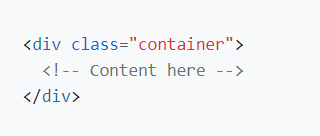 <div class="container">
  <!-- Content here -->
</div>